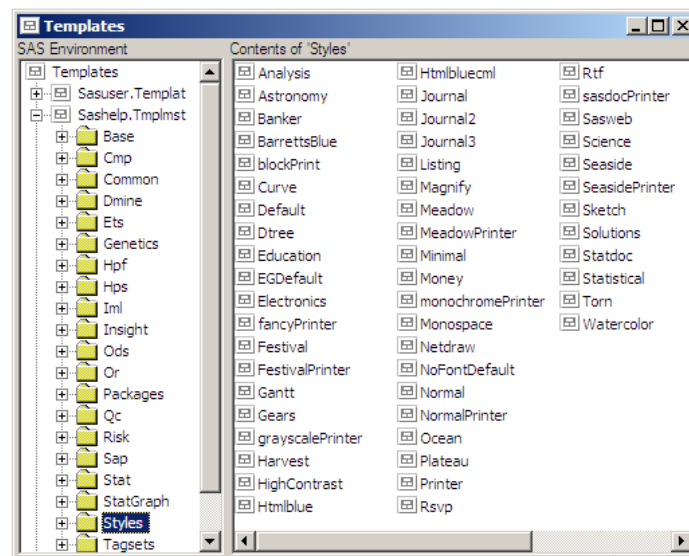 Templates
SAS Environment
Contents of 'Styles'
Templates
Sasuser.Templat
Sashelp.Tmplmst
Base
Cmp
Common
Dmine
Ets
Genetics
Hpf
Hps
Iml
Insight
Ods
Or
Packages
Qc
Risk
Sap
Stat
StatGraph
Styles
Tagsets
Analysis
Astronomy
Banker
BarrettsBlue
blockPrint
Curve
Default
Dtree
Education
EGDefault
Electronics
fancyPrinter
Festival
FestivalPrinter
Gantt
Gears
grayscalePrinter
Harvest
HighContrast
Htmlblue
Htmlbluecml
Journal
Journal2
Journal3
Listing
Magnify
Meadow
MeadowPrinter
Minimal
Money
monochromePrinter
Monospace
Netdraw
NoFontDefault
Normal
NormalPrinter
Ocean
Plateau
Printer
Rsvp
Rtf
sasdocPrinter
Sasweb
Science
Seaside
SeasidePrinter
Sketch
Solutions
Statdoc
Statistical
Torn
Watercolor